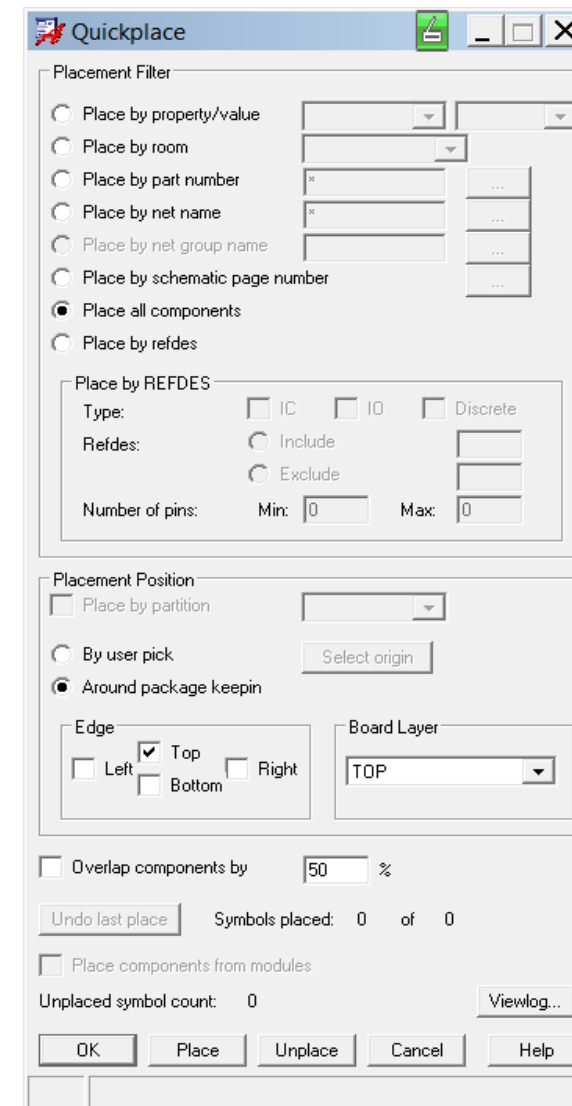 Quickplace
Placement Filter
Place by property/value
Place by room
Place by part number * ...
Place by net name * ...
Place by net group name ...
Place by schematic page number ...
Place all components
Place by refdes
Place by REFDES
Type: IC IO Discrete
Refdes: Include
Exclude
Number of pins: Min: 0 Max: 0
Placement Position
Place by partition
By user pick Select origin
Around package keepin
Edge Board Layer
Top
Left Right TOP
Bottom
Overlap components by 50 %
Undo last place Symbols placed: 0 of 0
Place components from modules
Unplaced symbol count: 0 Viewlog...
OK Place Unplace Cancel Help